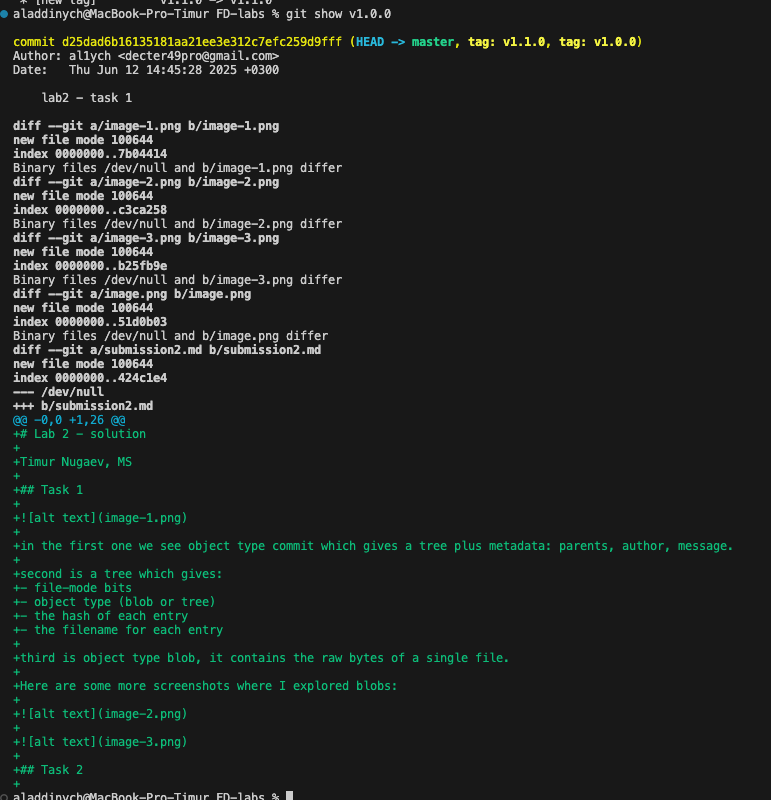 * [new tag] v1.1.0 -> v1.1.0
aladdinych@MacBook-Pro-Timur FD-labs % git show v1.0.0
commit d25dad6b16135181aa21ee3e312c7efc259d9fff (HEAD -> master, tag: v1.1.0, tag: v1.0.0)
Author: al1ych <decter49pro@gmail.com>
Date:   Thu Jun 12 14:45:28 2025 +0300
lab2 - task 1
diff --git a/image-1.png b/image-1.png
new file mode 100644
index 0000000..7b04414
Binary files /dev/null and b/image-1.png differ
diff --git a/image-2.png b/image-2.png
new file mode 100644
index 0000000..c3ca258
Binary files /dev/null and b/image-2.png differ
diff --git a/image-3.png b/image-3.png
new file mode 100644
index 0000000..b25fb9e
Binary files /dev/null and b/image-3.png differ
diff --git a/image.png b/image.png
new file mode 100644
index 0000000..51d0b03
Binary files /dev/null and b/image.png differ
diff --git a/submission2.md b/submission2.md
new file mode 100644
index 0000000..424c1e4
--- /dev/null
+++ b/submission2.md
@@ -0,0 +1,26 @@
+# Lab 2 - solution
+
+Timur Nugaev, MS
+
+## Task 1
+
+![alt text](image-1.png)
+
+in the first one we see object type commit which gives a tree plus metadata: parents, author, message.
+
+second is a tree which gives:
+- file-mode bits
+- object type (blob or tree)
+- the hash of each entry
+- the filename for each entry
+
+third is object type blob, it contains the raw bytes of a single file.
+
+Here are some more screenshots where I explored blobs:
+
+![alt text](image-2.png)
+
+![alt text](image-3.png)
+
+## Task 2
+
aladdinych@MacBook-Pro-Timur FD-labs %